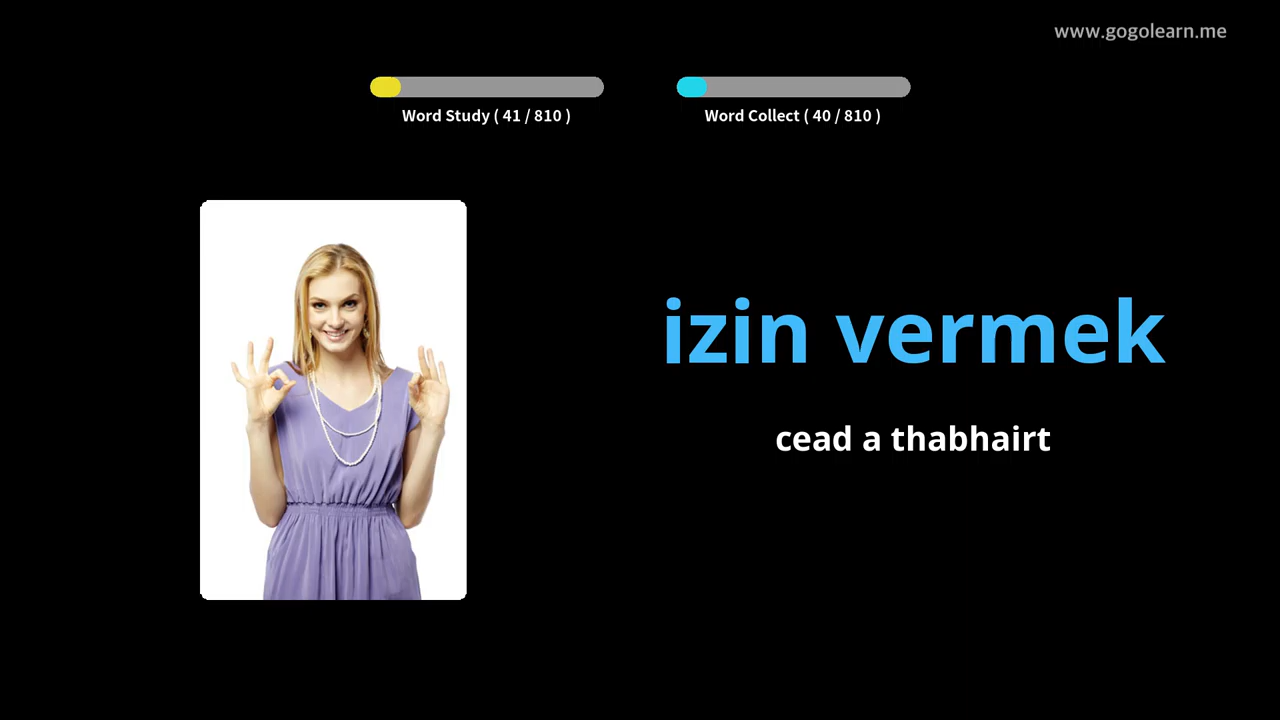 www.gogolearn.me
Word Study ( 41 / 810 )
Word Collect ( 40 / 810 )
izin vermek
cead a thabhairt